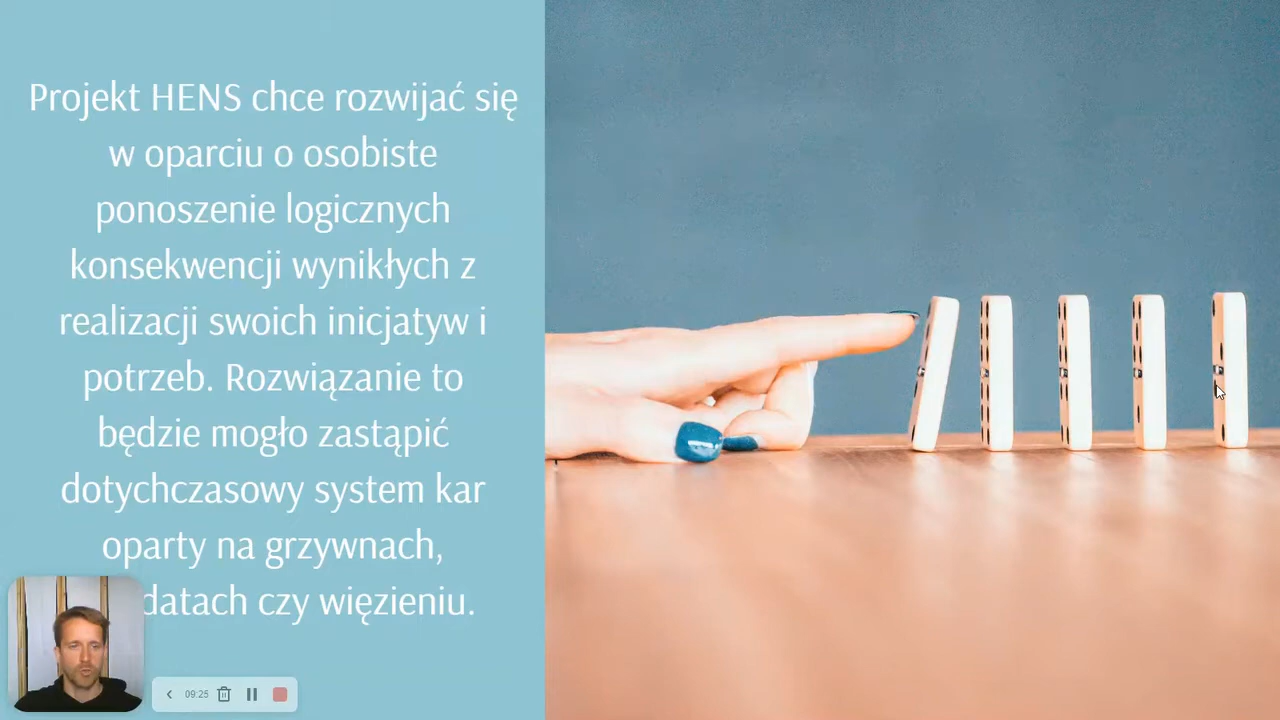 Projekt HENS chce rozwijać się
w oparciu o osobiste
ponoszenie logicznych
konsekwencji wynikłych z
realizacji swoich inicjatyw i
potrzeb. Rozwiązanie to
będzie mogło zastąpić
dotychczasowy system kar
oparty na grzywnach,
datach czy więzieniu.
09:25